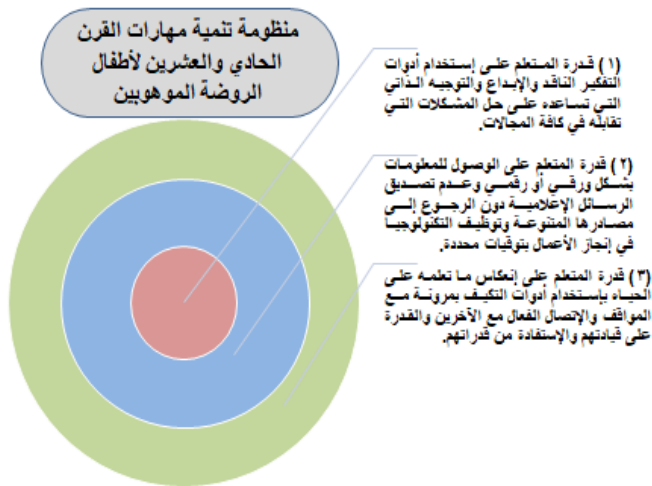 منظومة تنمية مهارات القرن
الحادي والعشرين لأطفال
الروضة الموهوبين
(١) قدرة المتعلم على إستخدام أدوات
التفكير الناقد والإبداع والتوجيه الذاتي
التي تساعده على حل المشكلات التي
تقابله في كافة المجالات.
(٢) قدرة المتعلم على الوصول للمعلومات
بشكل ورقي أو رقمي وعدم تصديق
الرسائل الإعلامية دون الرجوع إلى
مصادرها المتنوعة وتوظيف التكنولوجيا
في إنجاز الأعمال بتوقيات محددة.
(٣) قدرة المتعلم على إنعكاس ما تعلمه على
الحياه بإستخدام أدوات التكيف بمرونة مع
المواقف والإتصال الفعال مع الآخرين والقدرة
على قيادتهم والإستفادة من قدراتهم.